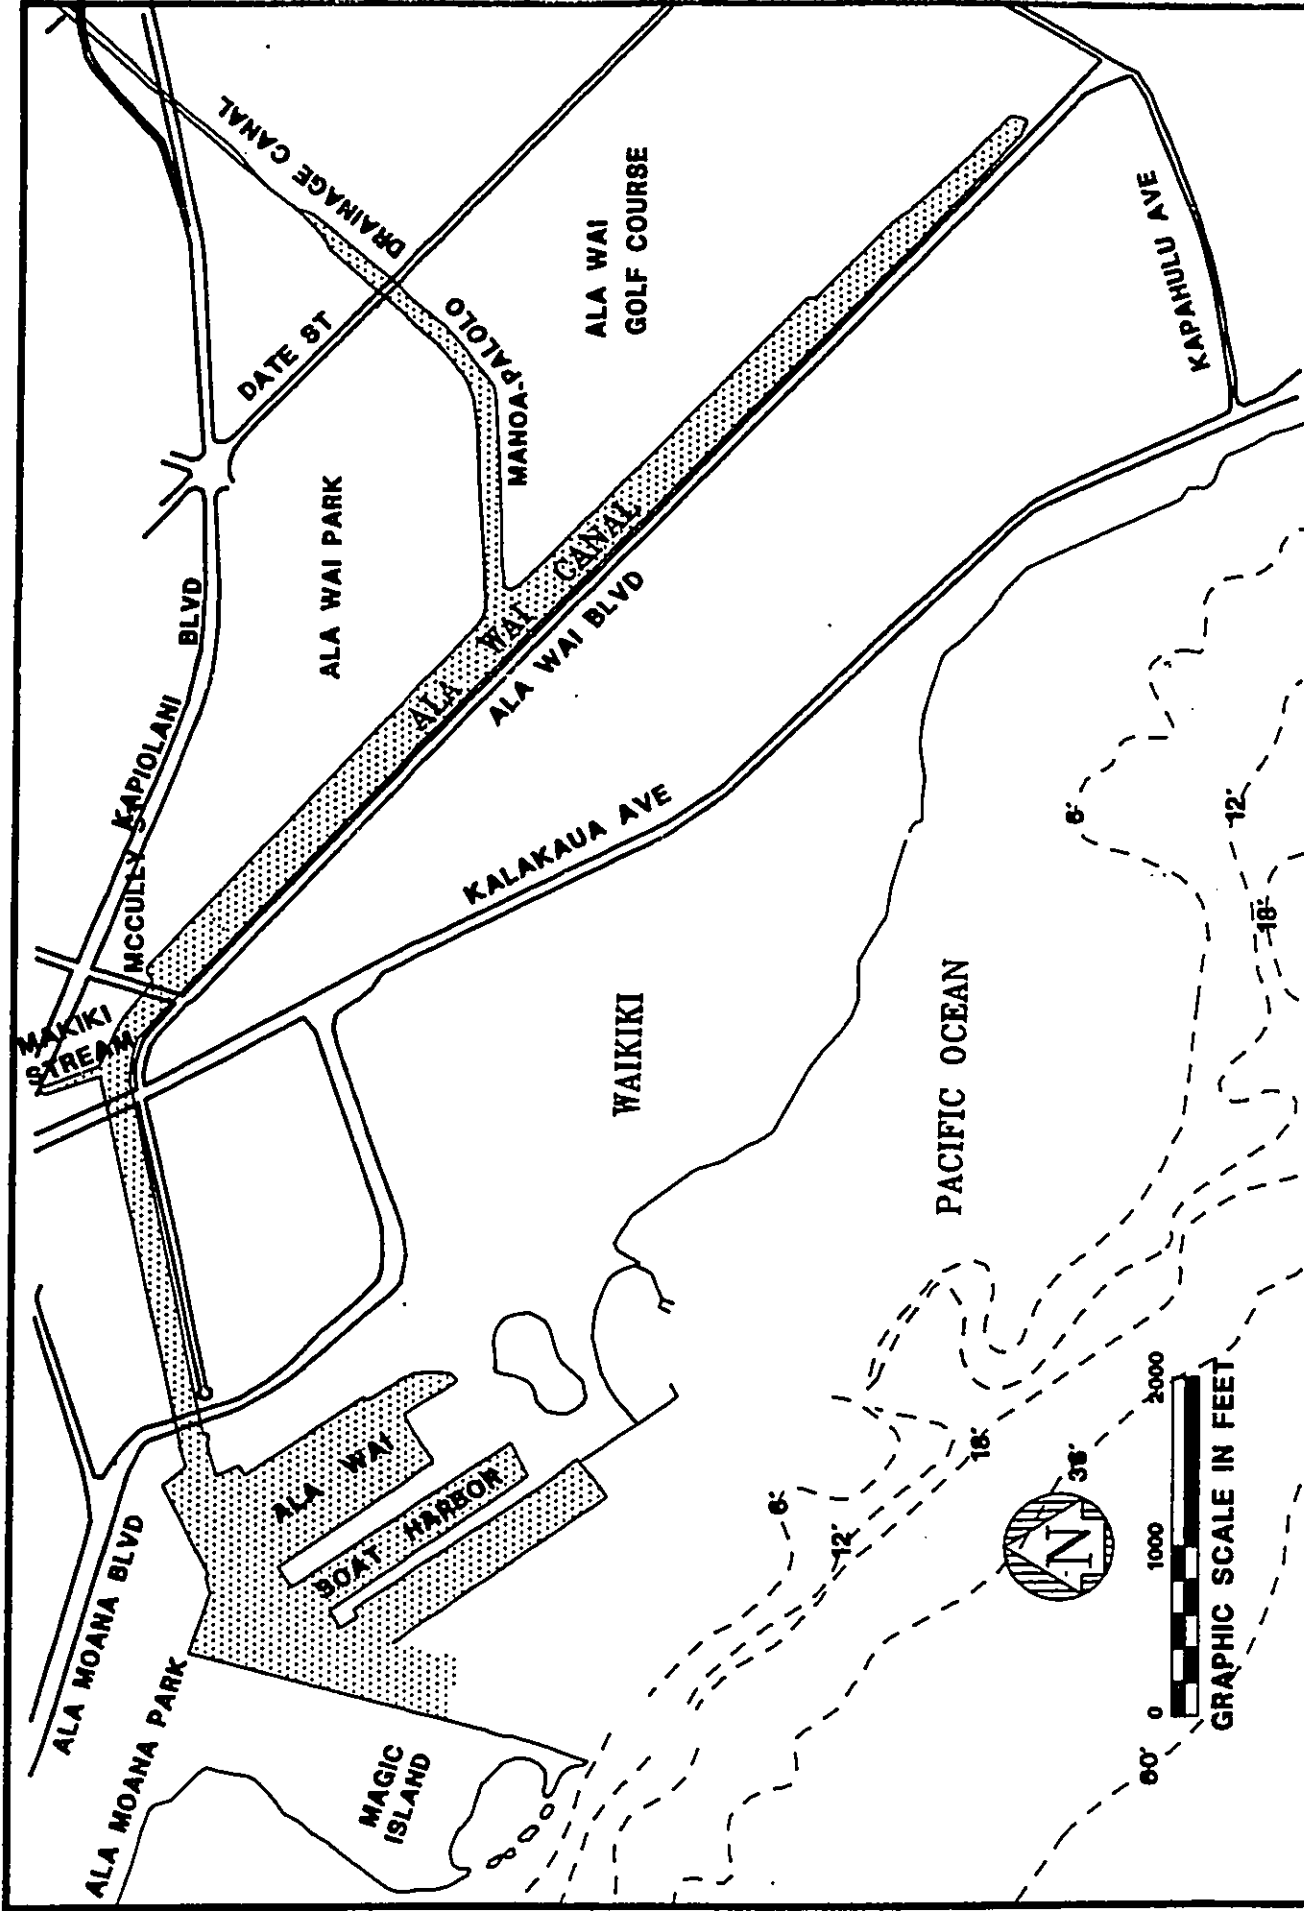 MAKIKI
STREAM
MCCULLY ST
KAPIOLANI
BLVD
DATE ST
MANOA-PALOLO
DRAINAGE CANAL
ALA WAI PARK
ALA WAI
GOLF COURSE
ALA WAI CANAL
ALA WAI BLVD
KALAKAUA AVE
KAPAHULU AVE
ALA MOANA BLVD
ALA MOANA PARK
MAGIC
ISLAND
ALA WAI
BOAT HARBOR
WAIKIKI
PACIFIC OCEAN
6'
12'
18'
6'
12'
18'
36'
60'
N
0 1000 2000
GRAPHIC SCALE IN FEET